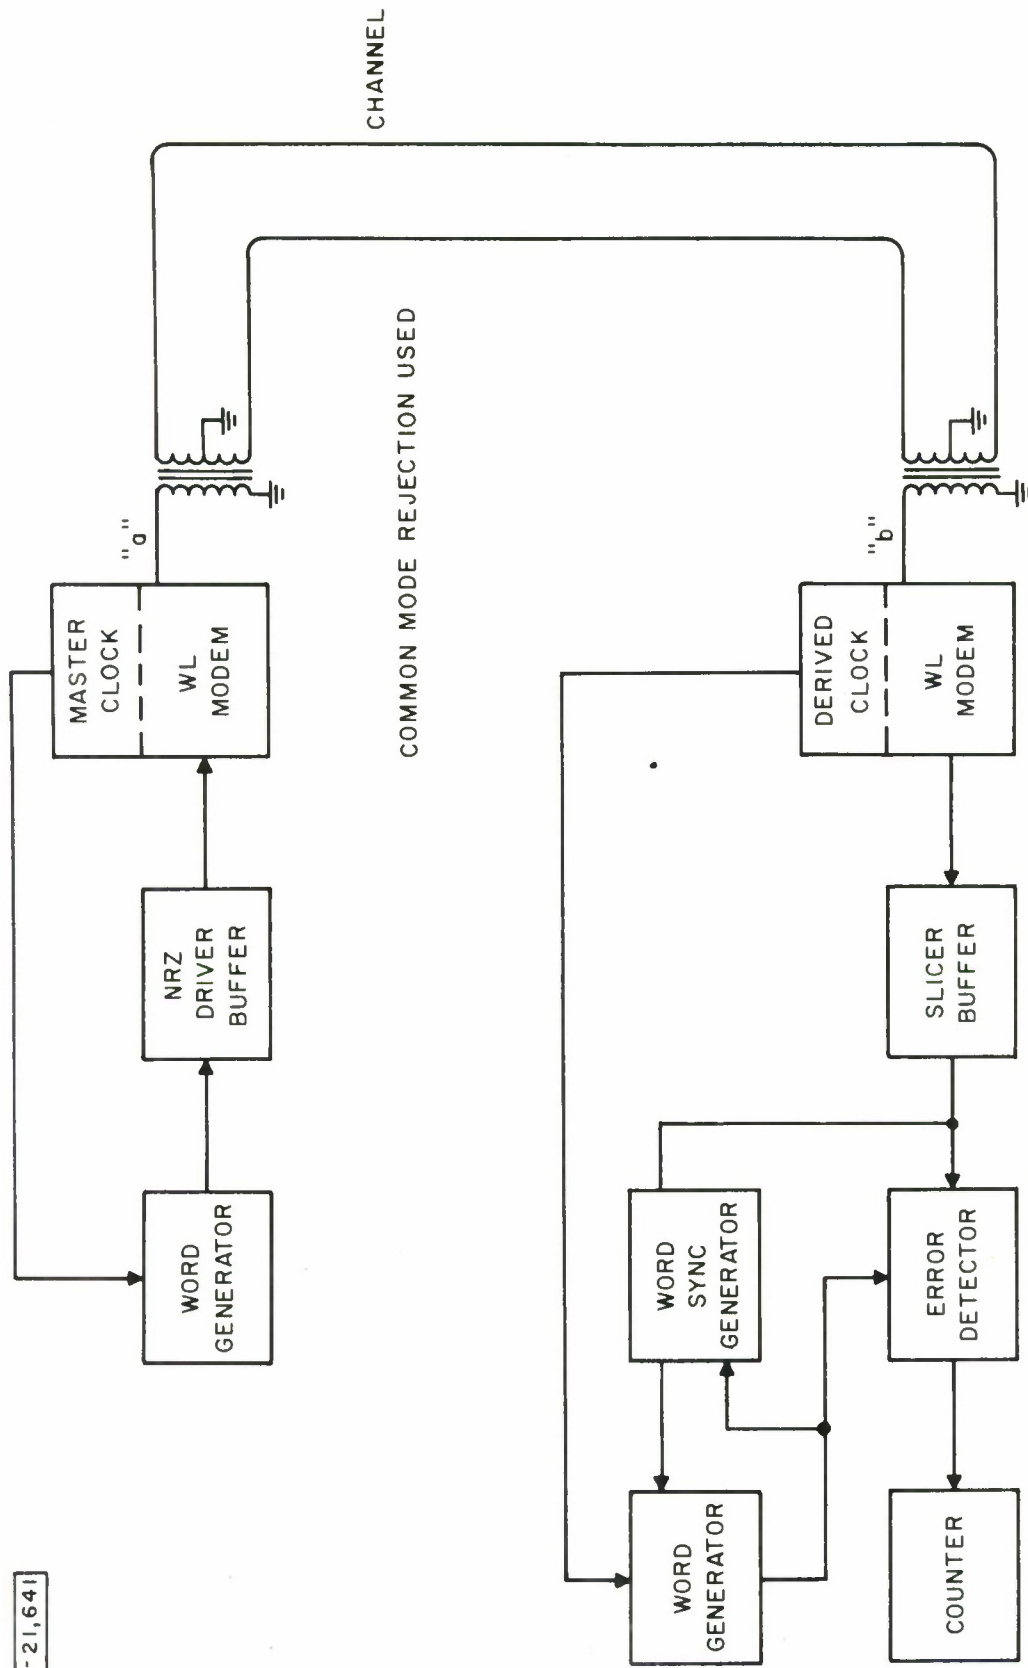 - 21,641
MASTER
CLOCK
WL
MODEM
"a"
NRZ
DRIVER
BUFFER
WORD
GENERATOR
CHANNEL
COMMON MODE REJECTION USED
DERIVED
CLOCK
WL
MODEM
"b"
SLICER
BUFFER
WORD
SYNC
GENERATOR
ERROR
DETECTOR
WORD
GENERATOR
COUNTER